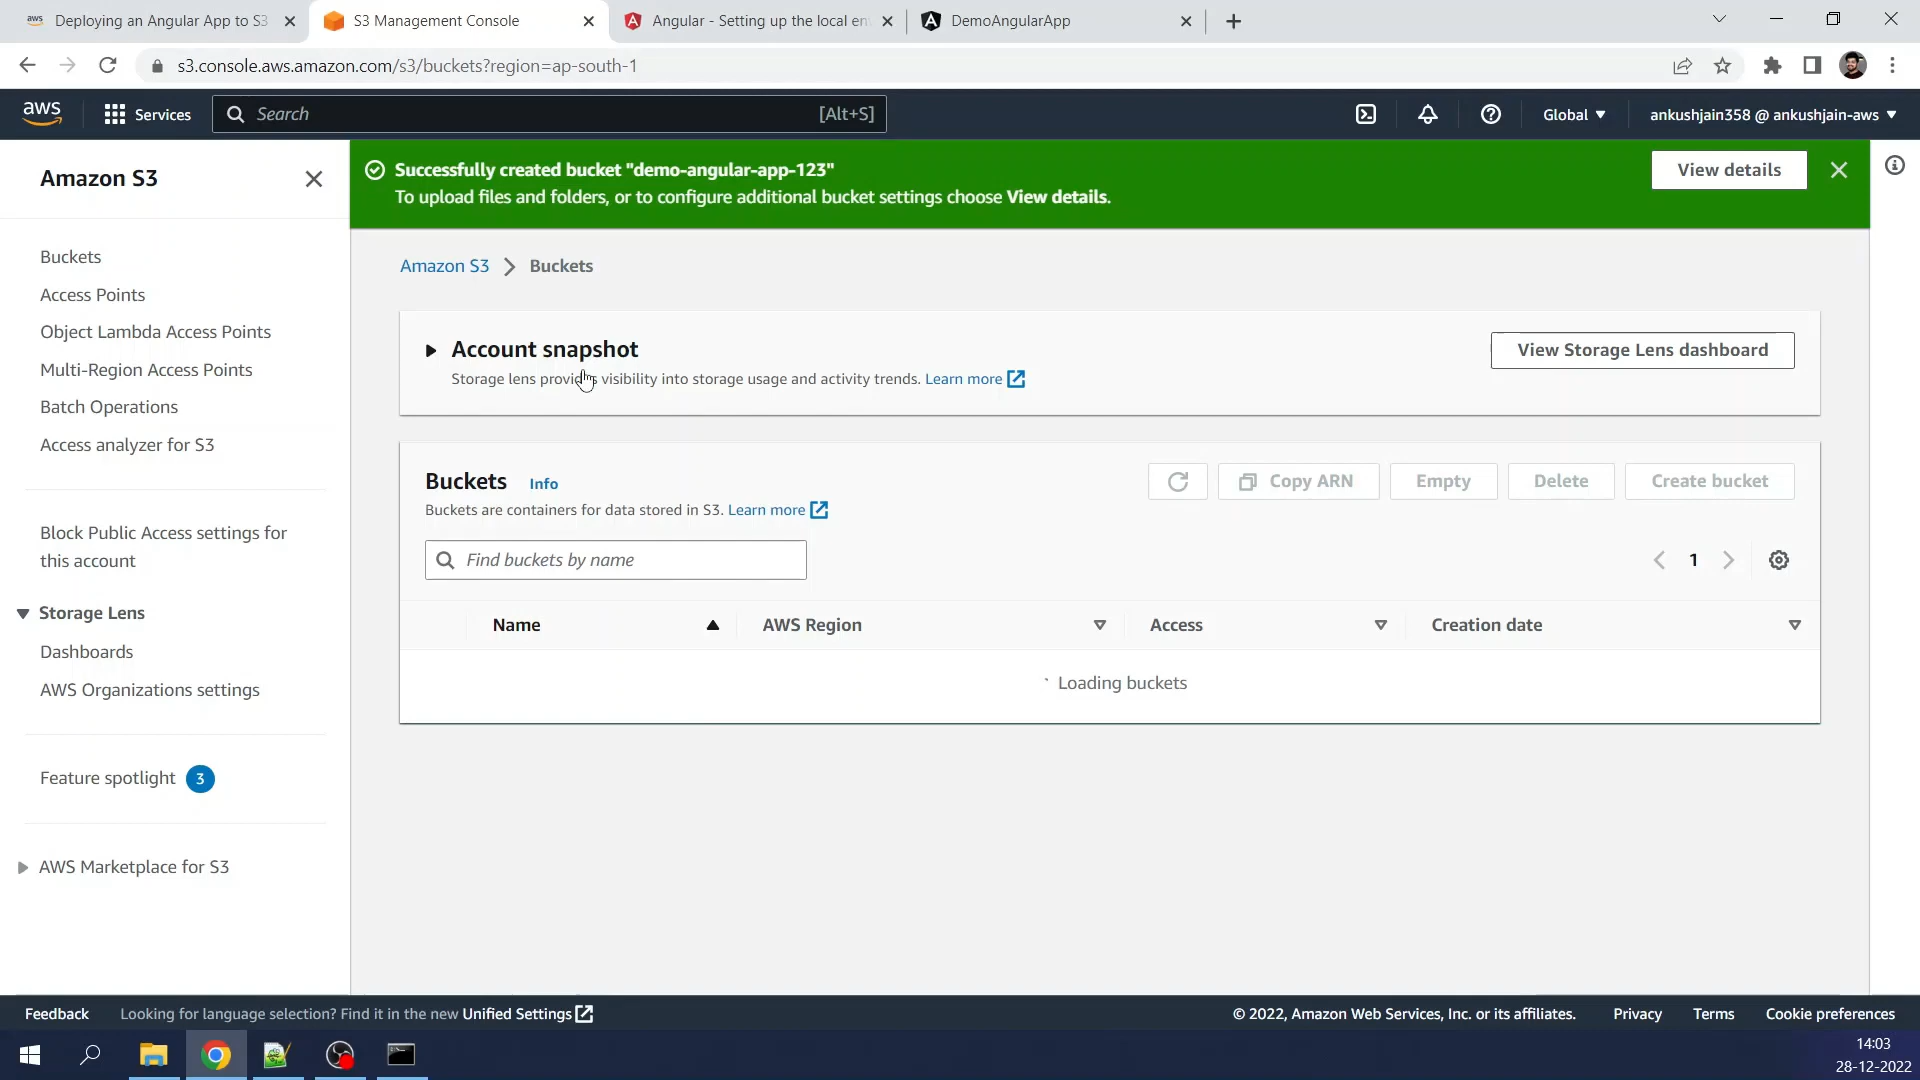 aws Deploying an Angular App to S3
S3 Management Console
Angular - Setting up the local en
DemoAngularApp
s3.console.aws.amazon.com/s3/buckets?region=ap-south-1
aws
Services
Search
[Alt+S]
Global
ankushjain358 @ ankushjain-aws
Amazon S3
Buckets
Access Points
Object Lambda Access Points
Multi-Region Access Points
Batch Operations
Access analyzer for S3
Block Public Access settings for
this account
Storage Lens
Dashboards
AWS Organizations settings
Feature spotlight 3
AWS Marketplace for S3
Successfully created bucket "demo-angular-app-123"
To upload files and folders, or to configure additional bucket settings choose View details.
View details
Amazon S3 Buckets
Account snapshot
Storage lens provides visibility into storage usage and activity trends. Learn more
View Storage Lens dashboard
Buckets Info
Buckets are containers for data stored in S3. Learn more
Copy ARN
Empty
Delete
Create bucket
Find buckets by name
1
Name AWS Region Access Creation date
Loading buckets
Feedback
Looking for language selection? Find it in the new Unified Settings
© 2022, Amazon Web Services, Inc. or its affiliates.
Privacy
Terms
Cookie preferences
14:03
28-12-2022